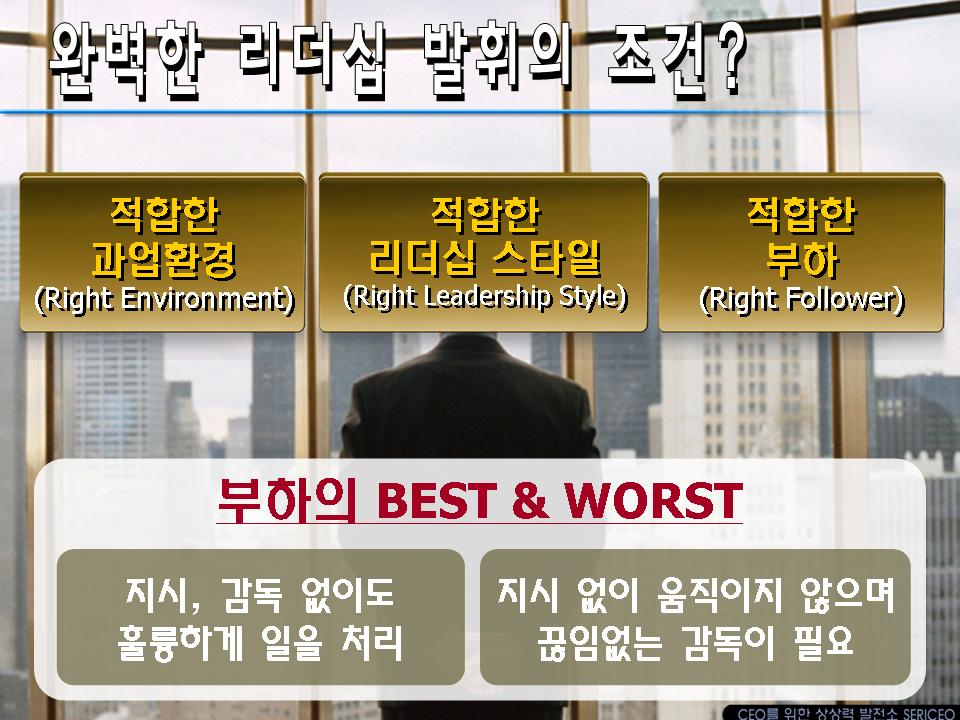 완벽한 리더십 발휘의 조건?
적합한
과업환경
(Right Environment)
적합한
리더십 스타일
(Right Leadership Style)
적합한
부하
(Right Follower)
부하의 BEST & WORST
지시, 감독 없이도
훌륭하게 일을 처리
지시 없이 움직이지 않으며
끊임없는 감독이 필요
CEO를 위한 상상력 발전소 SERICEO